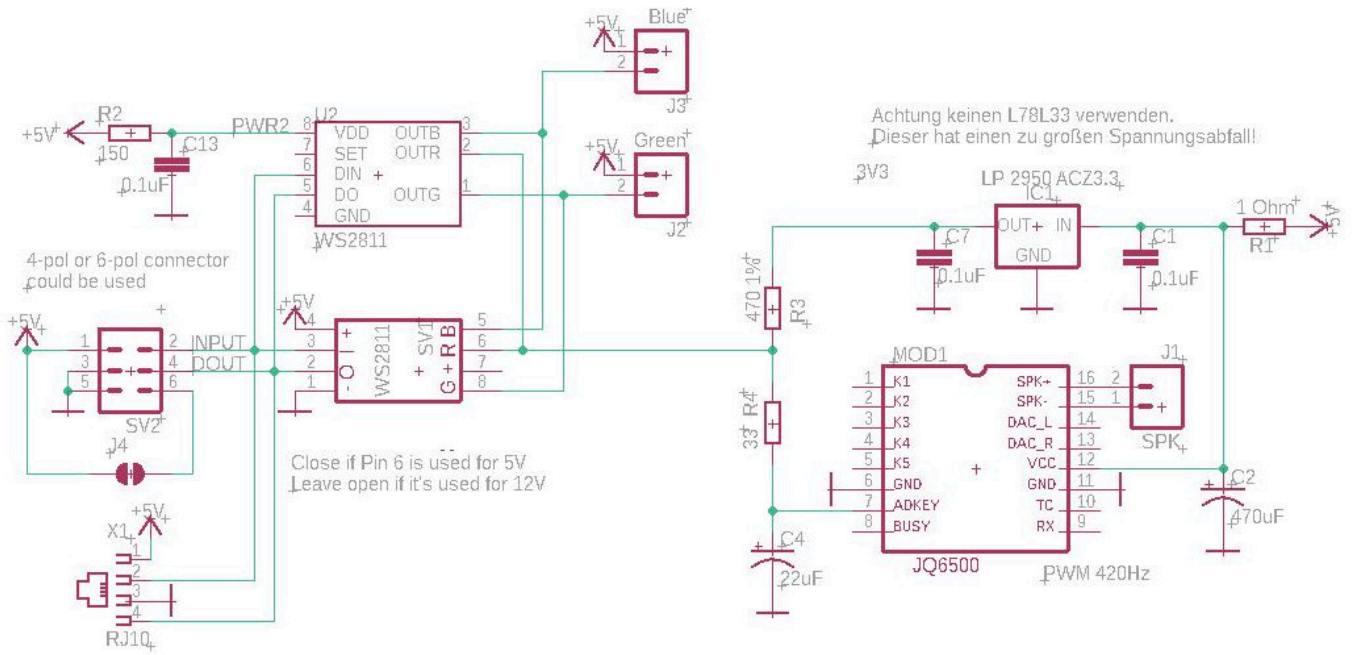 Blue
+5V
1
2
J3
R2
+5V
150
C13
0.1uF
PWR2
U2
8 VDD OUTB 3
7 SET OUTR 2
6 DIN
5 DO OUTG 1
4 GND
WS2811
Green
+5V
1
2
J2
Achtung keinen L78L33 verwenden.
Dieser hat einen zu großen Spannungsabfall!
3V3
LP 2950 ACZ3.3
IC1
OUT IN
GND
C7
0.1uF
C1
0.1uF
1 Ohm
R1
+5V
4-pol or 6-pol connector
could be used
+5V
1 2 INPUT
3 4 DOUT
5 6
SV2
J4
+5V
4 +
3 I
2 O
1 -
WS2811
SV1
B 5
R 6
+ 7
G 8
470 1%
R3
R4
33
C4
22uF
Close if Pin 6 is used for 5V
Leave open if it's used for 12V
+5V
X1
1
2
3
4
RJ10
MOD1
1 K1 SPK+ 16
2 K2 SPK- 15
3 K3 DAC_L 14
4 K4 DAC_R 13
5 K5 VCC 12
6 GND GND 11
7 ADKEY TC 10
8 BUSY RX 9
JQ6500
PWM 420Hz
J1
2
1
SPK
C2
470uF